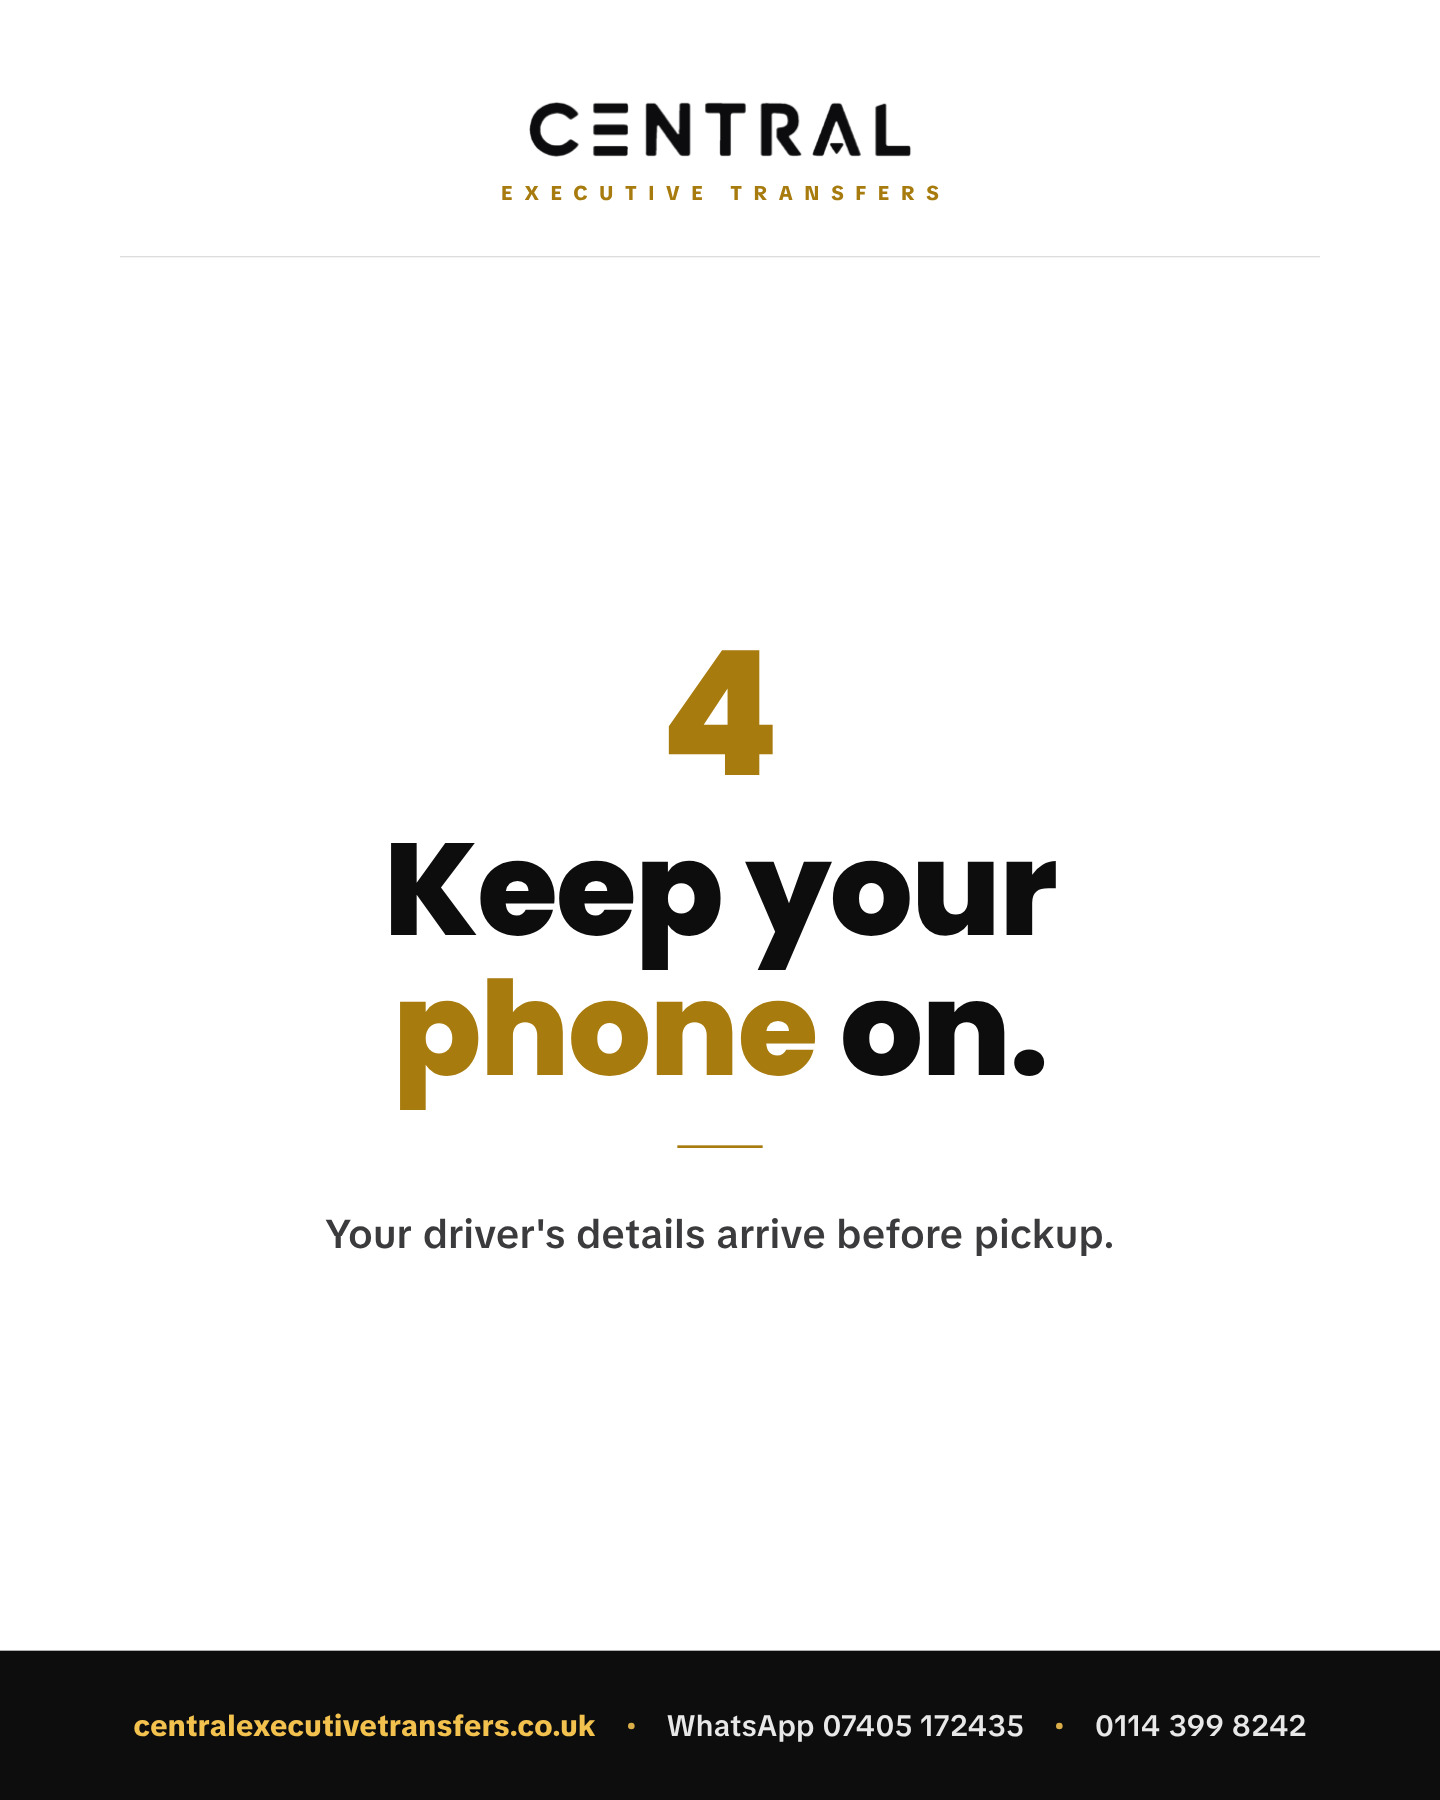 CENTRAL
EXECUTIVE TRANSFERS
4
Keep your
phone on.
Your driver's details arrive before pickup.
centralexecutivetransfers.co.uk • WhatsApp 07405 172435 • 0114 399 8242